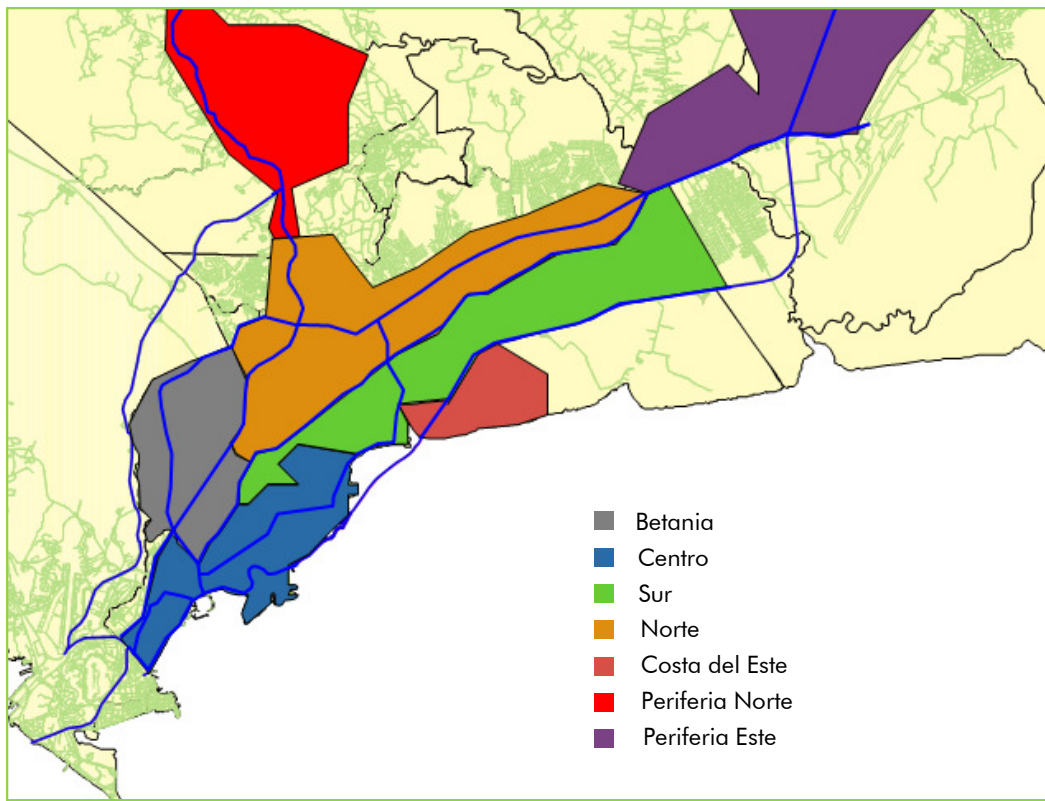 Betania
Centro
Sur
Norte
Costa del Este
Periferia Norte
Periferia Este